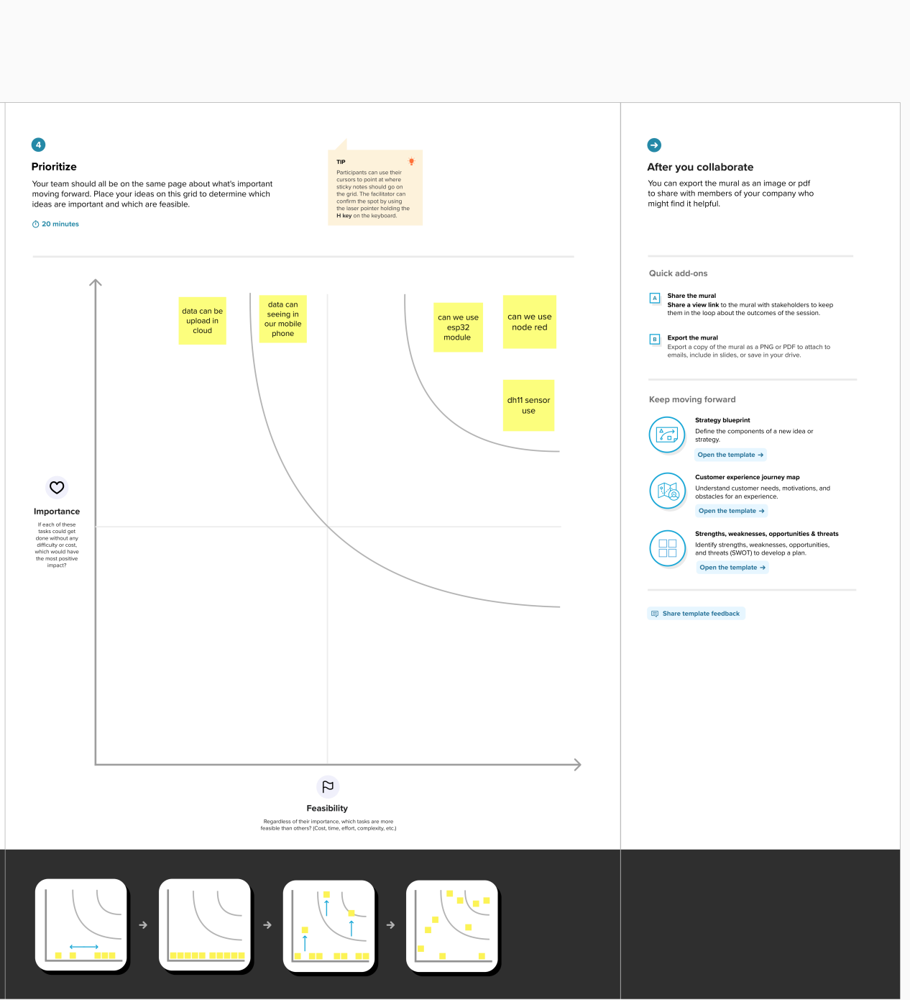 4
Prioritize
Your team should all be on the same page about what's important
moving forward. Place your ideas on this grid to determine which
ideas are important and which are feasible.
20 minutes
TIP
Participants can use their
cursors to point at where
sticky notes should go on
the grid. The facilitator can
confirm the spot by using
the laser pointer holding the
H key on the keyboard.
data can be
upload in
cloud
data can
seeing in
our mobile
phone
can we use
esp32
module
can we use
node red
dh11 sensor
use
Importance
If each of these
tasks could get
done without any
difficulty or cost,
which would have
the most positive
impact?
Feasibility
Regardless of their importance, which tasks are more
feasible than others? (Cost, time, effort, complexity, etc.)
After you collaborate
You can export the mural as an image or pdf
to share with members of your company who
might find it helpful.
Quick add-ons
A
Share the mural
Share a view link to the mural with stakeholders to keep
them in the loop about the outcomes of the session.
B
Export the mural
Export a copy of the mural as a PNG or PDF to attach to
emails, include in slides, or save in your drive.
Keep moving forward
Strategy blueprint
Define the components of a new idea or
strategy.
Open the template →
Customer experience journey map
Understand customer needs, motivations, and
obstacles for an experience.
Open the template →
Strengths, weaknesses, opportunities & threats
Identify strengths, weaknesses, opportunities,
and threats (SWOT) to develop a plan.
Open the template →
Share template feedback